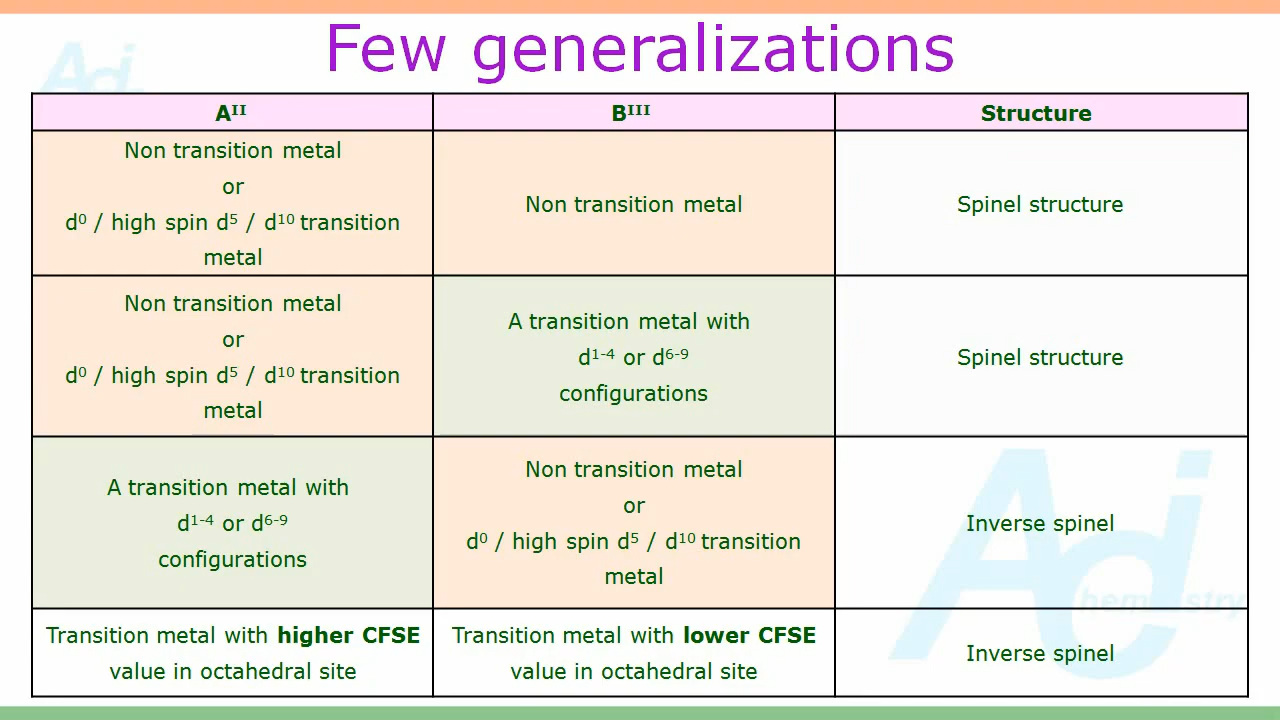 Few generalizations
Aᴵᴵ
Bᴵᴵᴵ
Structure
Non transition metal
or
d⁰ / high spin d⁵ / d¹⁰ transition
metal
Non transition metal
Spinel structure
Non transition metal
or
d⁰ / high spin d⁵ / d¹⁰ transition
metal
A transition metal with
d¹⁻⁴ or d⁶⁻⁹
configurations
Spinel structure
A transition metal with
d¹⁻⁴ or d⁶⁻⁹
configurations
Non transition metal
or
d⁰ / high spin d⁵ / d¹⁰ transition
metal
Inverse spinel
Transition metal with higher CFSE
value in octahedral site
Transition metal with lower CFSE
value in octahedral site
Inverse spinel
Adi
Adi
Chemistry